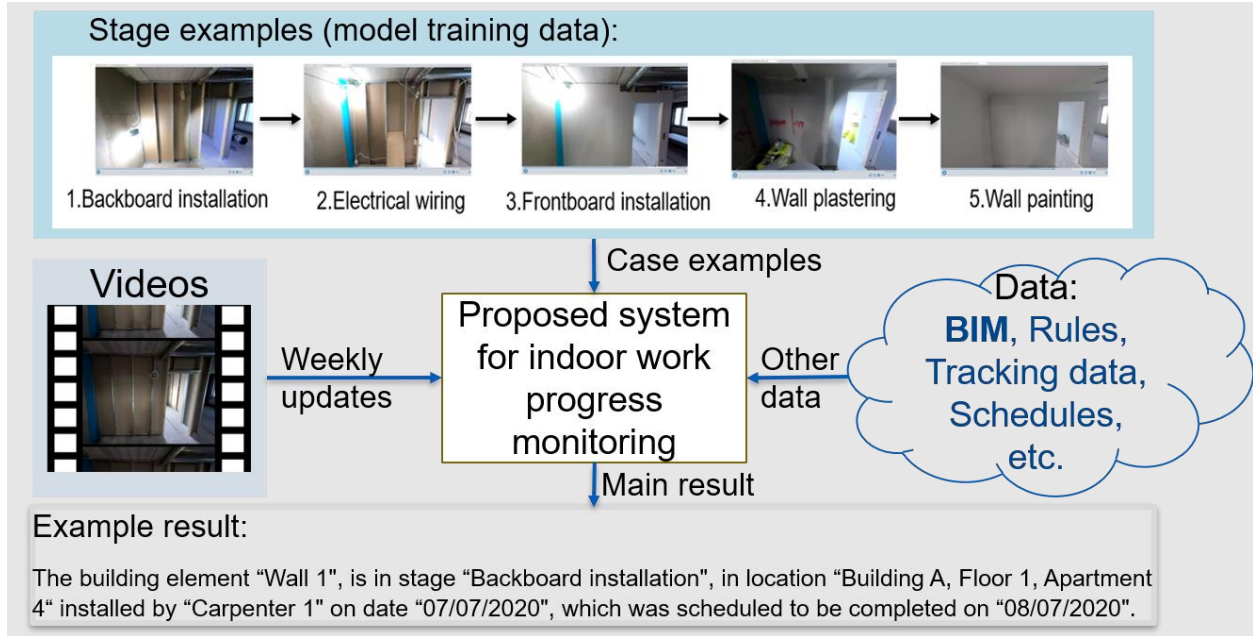 Stage examples (model training data):
1.Backboard installation
2.Electrical wiring
3.Frontboard installation
4.Wall plastering
5.Wall painting
Case examples
Videos
Weekly
updates
Proposed system
for indoor work
progress
monitoring
Other
data
Data:
BIM, Rules,
Tracking data,
Schedules,
etc.
Main result
Example result:
The building element “Wall 1", is in stage “Backboard installation", in location “Building A, Floor 1, Apartment
4“ installed by “Carpenter 1" on date “07/07/2020", which was scheduled to be completed on “08/07/2020".